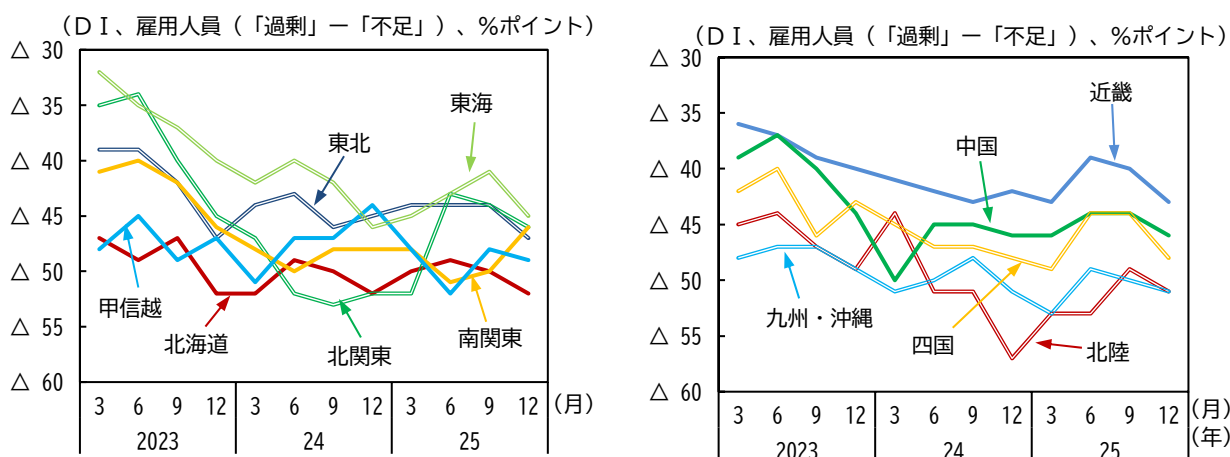 (DI、雇用人員(「過剰」ー「不足」)、%ポイント)
△ 30
△ 35
△ 40
△ 45
△ 50
△ 55
△ 60
東海
東北
甲信越
北海道
北関東
南関東
3 6 9 12 3 6 9 12 3 6 9 12 (月)
2023 24 25
(DI、雇用人員(「過剰」ー「不足」)、%ポイント)
△ 30
△ 35
△ 40
△ 45
△ 50
△ 55
△ 60
近畿
中国
九州・沖縄
四国
北陸
3 6 9 12 3 6 9 12 3 6 9 12 (月)
2023 24 25 (年)